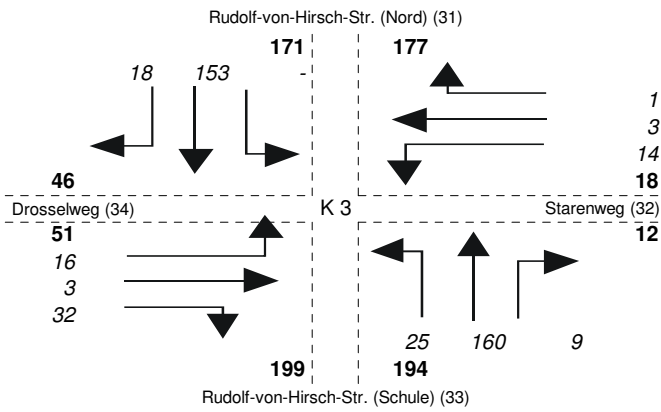 Rudolf-von-Hirsch-Str. (Nord) (31)
171 177
18 153 -
1
3
14
46 18
Drosselweg (34) K 3 Starenweg (32)
51 12
16
3
32
25 160 9
199 194
Rudolf-von-Hirsch-Str. (Schule) (33)